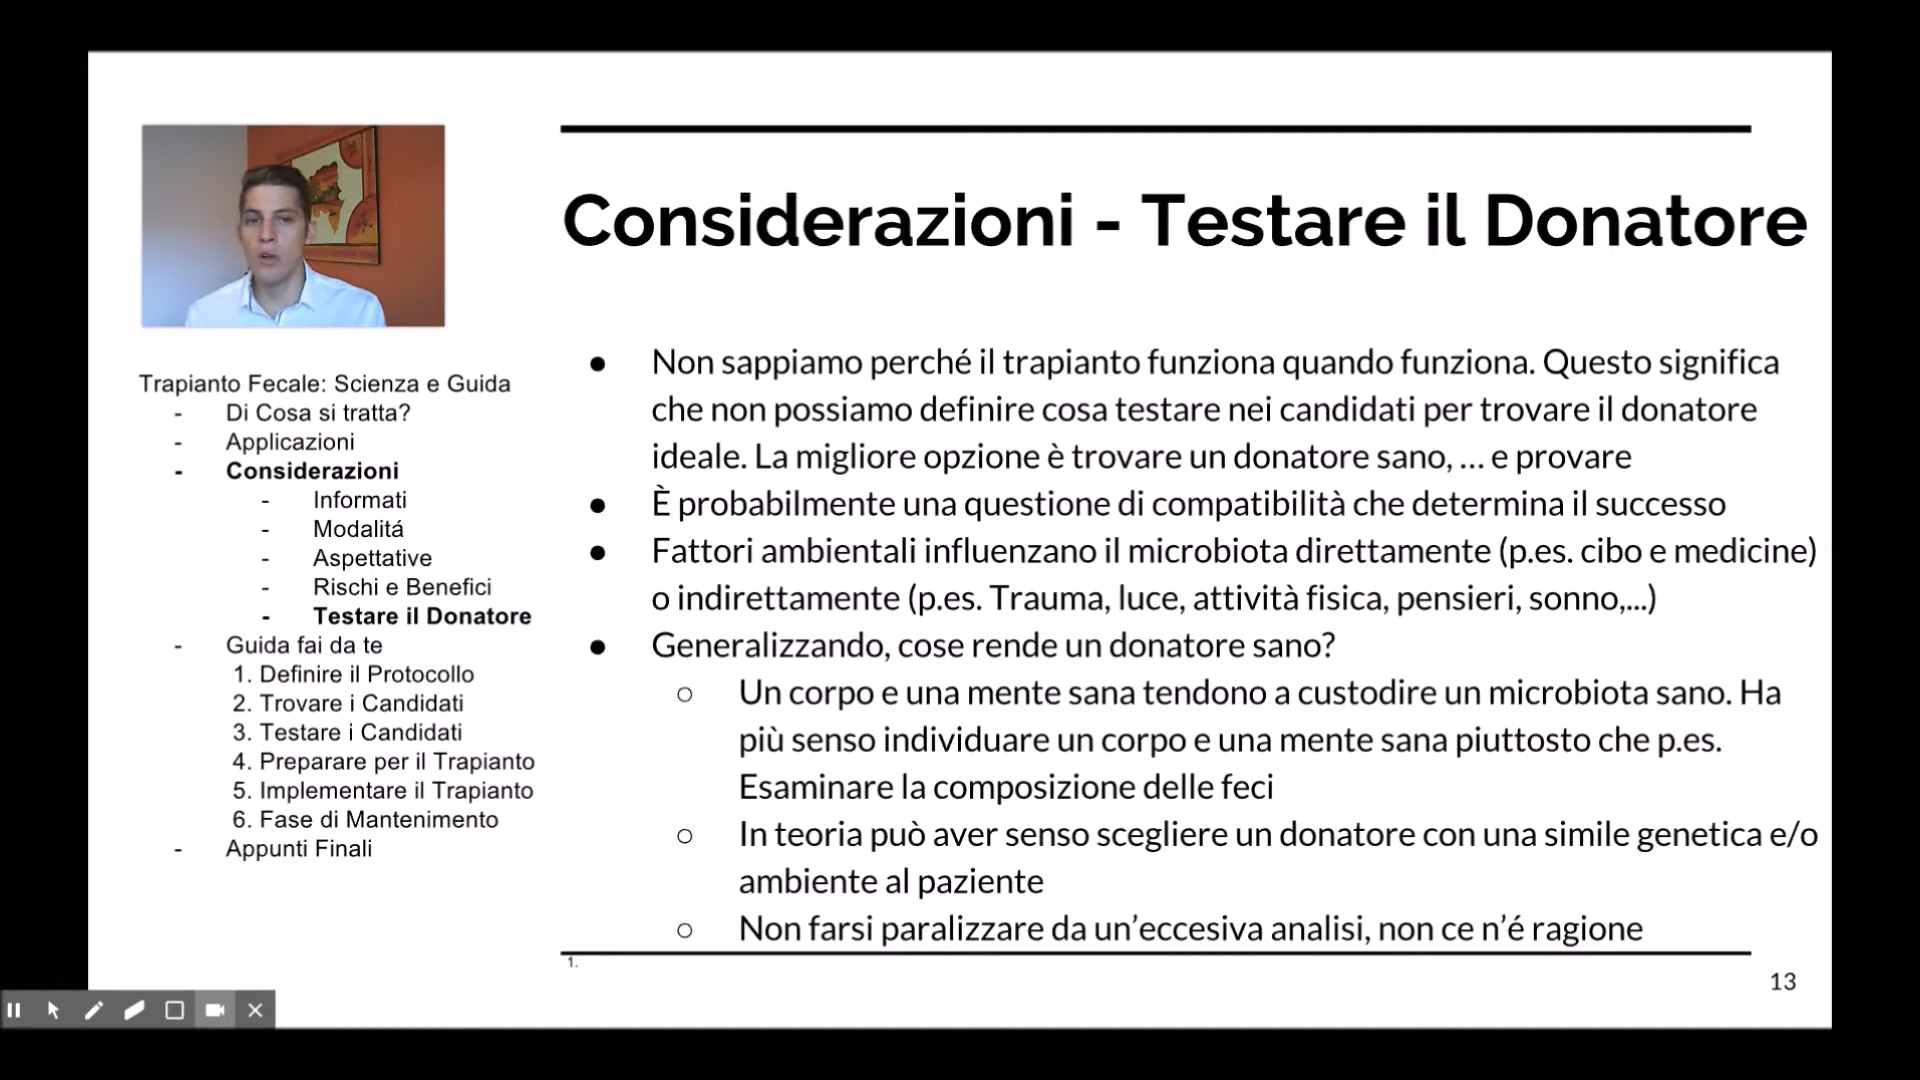 Considerazioni - Testare il Donatore
Trapianto Fecale: Scienza e Guida
- Di Cosa si tratta?
- Applicazioni
- Considerazioni
- Informati
- Modalitá
- Aspettative
- Rischi e Benefici
- Testare il Donatore
- Guida fai da te
1. Definire il Protocollo
2. Trovare i Candidati
3. Testare i Candidati
4. Preparare per il Trapianto
5. Implementare il Trapianto
6. Fase di Mantenimento
- Appunti Finali
● Non sappiamo perché il trapianto funziona quando funziona. Questo significa
che non possiamo definire cosa testare nei candidati per trovare il donatore
ideale. La migliore opzione è trovare un donatore sano, ... e provare
● È probabilmente una questione di compatibilità che determina il successo
● Fattori ambientali influenzano il microbiota direttamente (p.es. cibo e medicine)
o indirettamente (p.es. Trauma, luce, attività fisica, pensieri, sonno,...)
● Generalizzando, cose rende un donatore sano?
○ Un corpo e una mente sana tendono a custodire un microbiota sano. Ha
più senso individuare un corpo e una mente sana piuttosto che p.es.
Esaminare la composizione delle feci
○ In teoria può aver senso scegliere un donatore con una simile genetica e/o
ambiente al paziente
○ Non farsi paralizzare da un’eccesiva analisi, non ce n’é ragione
1.
13